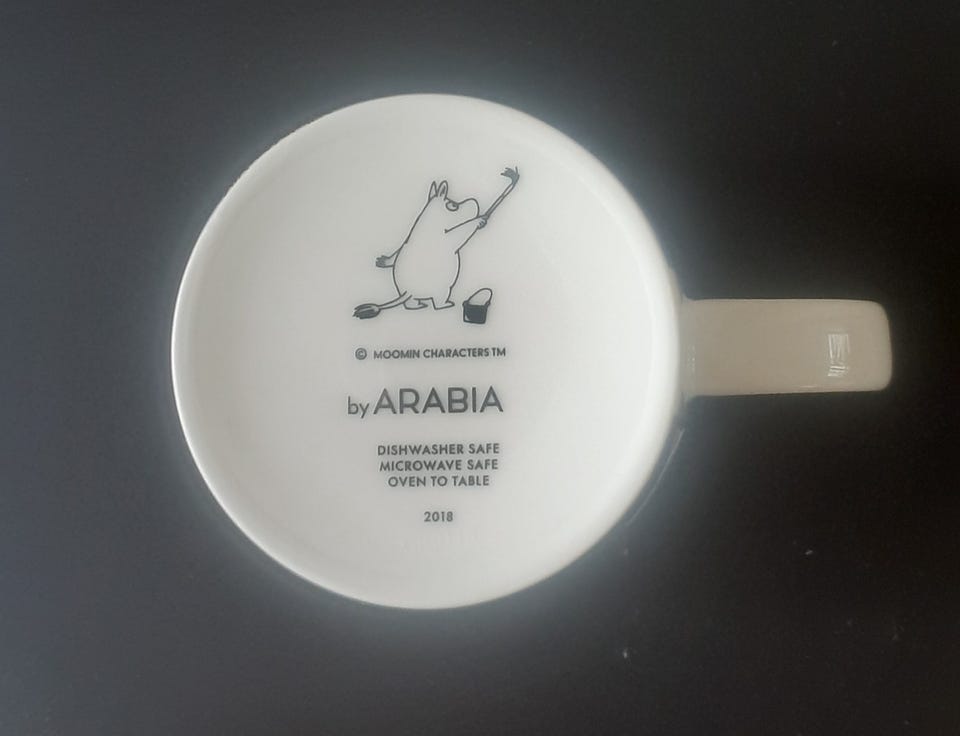 © MOOMIN CHARACTERS TM
by ARABIA
DISHWASHER SAFE
MICROWAVE SAFE
OVEN TO TABLE
2018